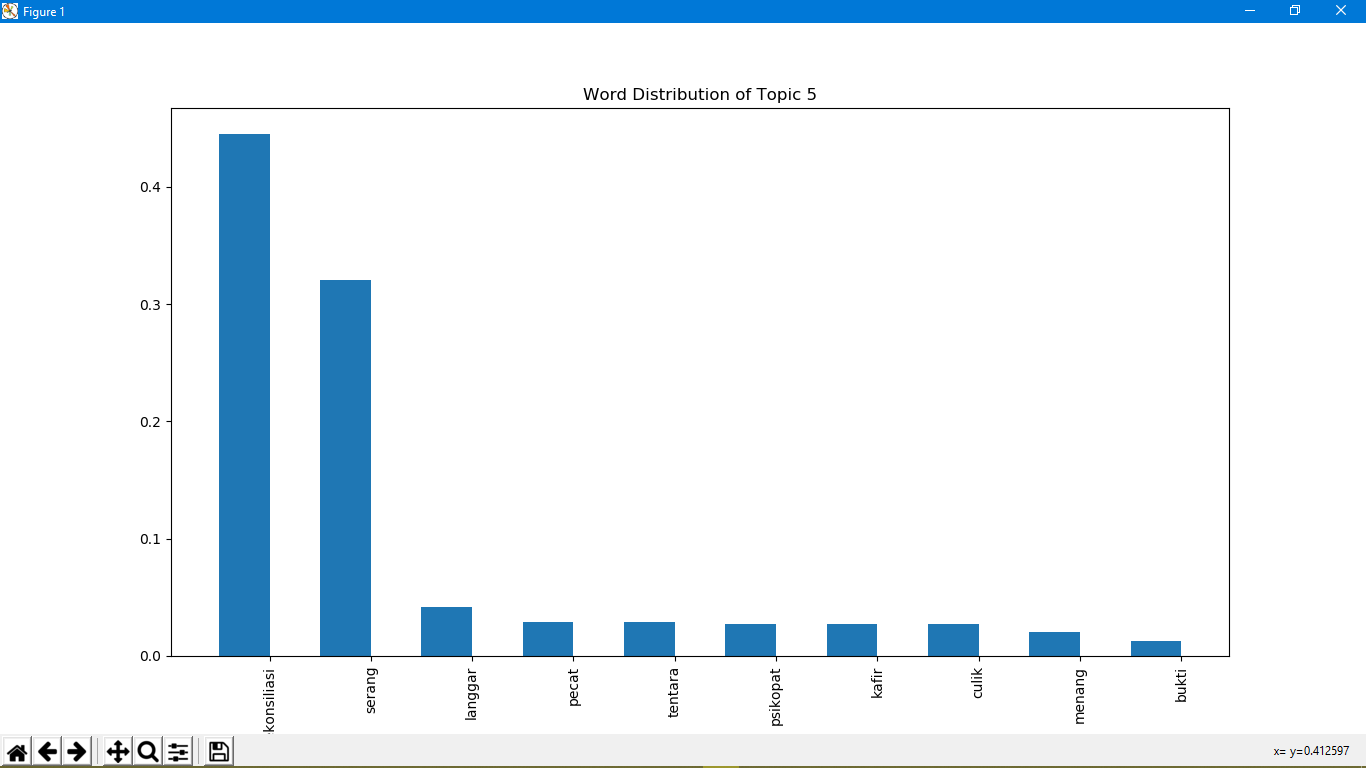 Figure 1
Word Distribution of Topic 5
0.4
0.3
0.2
0.1
0.0
ekonsiliasi
serang
langgar
pecat
tentara
psikopat
kafir
culik
menang
bukti
x= y=0.412597